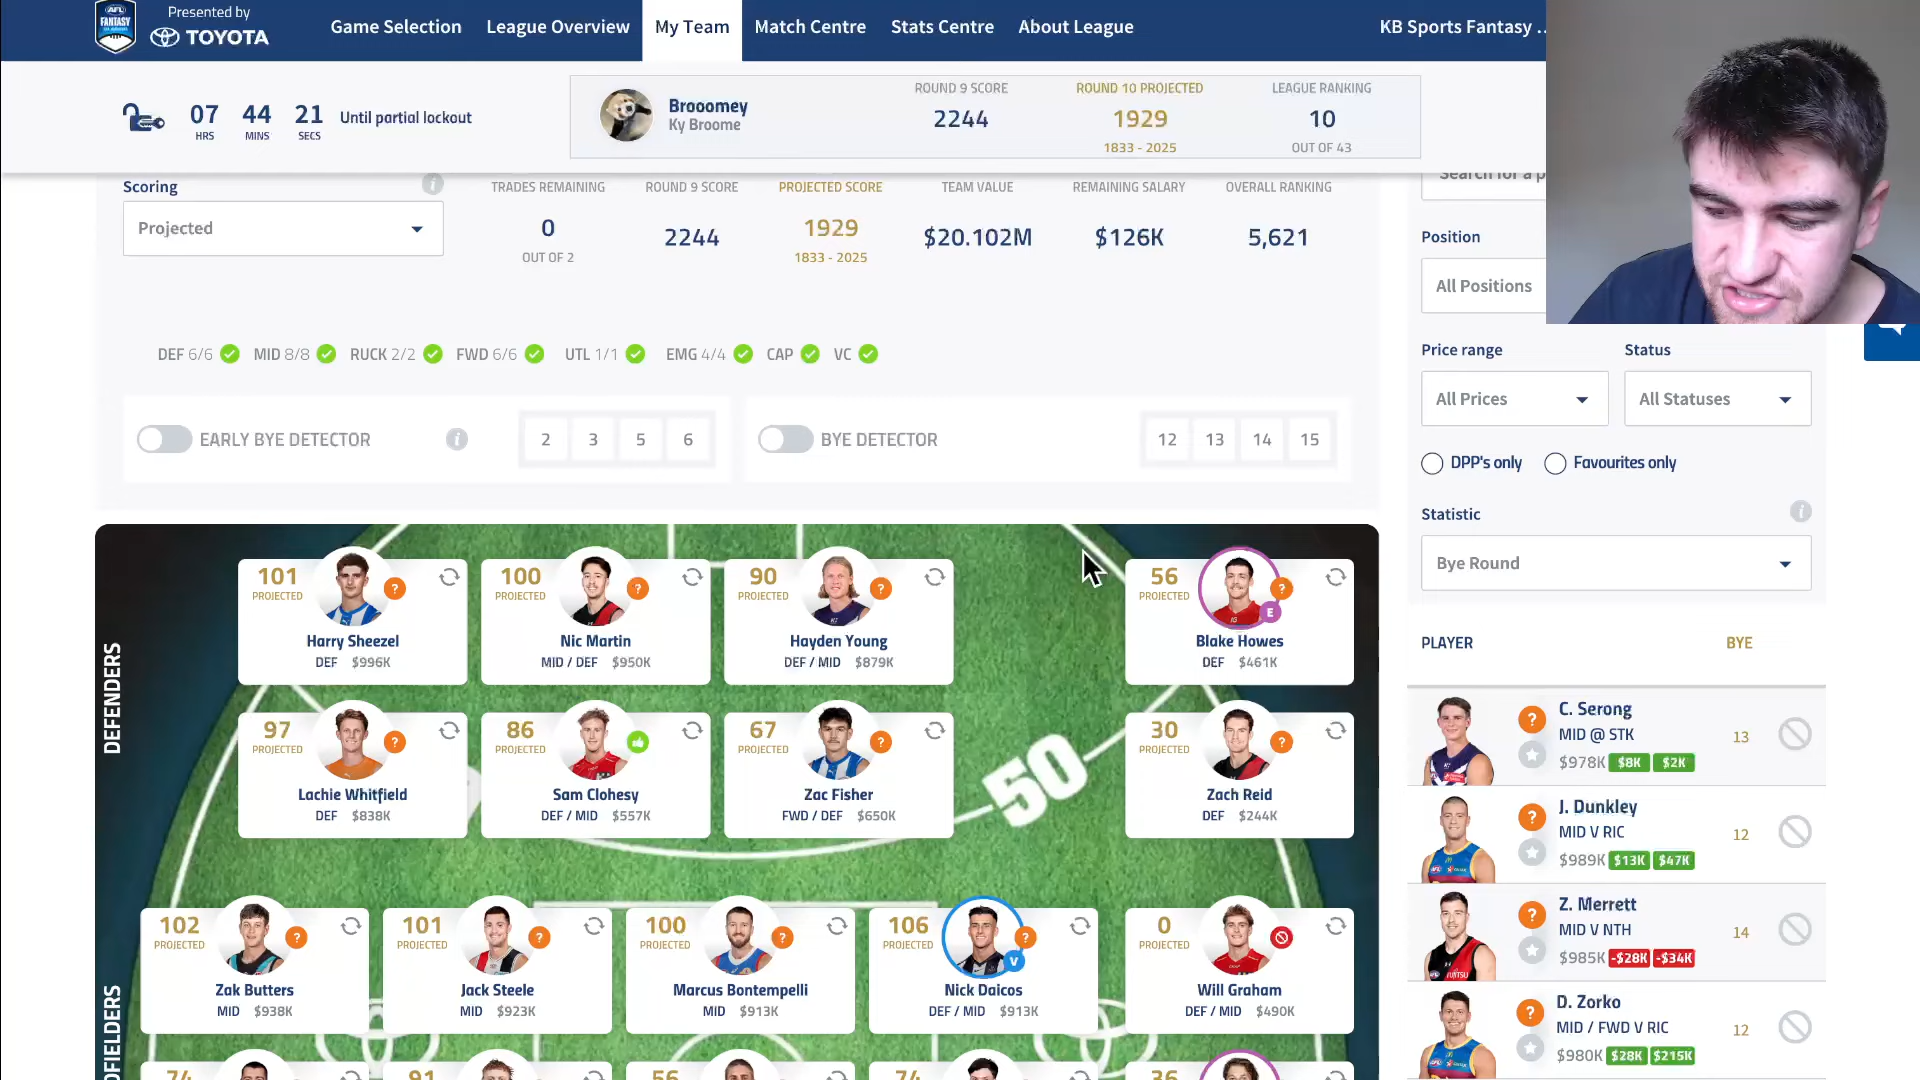 AFL
FANTASY
Presented by
TOYOTA
Game Selection
League Overview
My Team
Match Centre
Stats Centre
About League
KB Sports Fantasy ..
07
HRS
44
MINS
21
SECS
Until partial lockout
Brooomey
Ky Broome
ROUND 9 SCORE
2244
ROUND 10 PROJECTED
1929
1833 - 2025
LEAGUE RANKING
10
OUT OF 43
Scoring
Projected
TRADES REMAINING
0
OUT OF 2
ROUND 9 SCORE
2244
PROJECTED SCORE
1929
1833 - 2025
TEAM VALUE
$20.102M
REMAINING SALARY
$126K
OVERALL RANKING
5,621
DEF 6/6
MID 8/8
RUCK 2/2
FWD 6/6
UTL 1/1
EMG 4/4
CAP
VC
EARLY BYE DETECTOR
2 3 5 6
BYE DETECTOR
12 13 14 15
DEFENDERS
101
PROJECTED
Harry Sheezel
DEF $996K
100
PROJECTED
Nic Martin
MID / DEF $950K
90
PROJECTED
Hayden Young
DEF / MID $879K
56
PROJECTED
E
Blake Howes
DEF $461K
97
PROJECTED
Lachie Whitfield
DEF $838K
86
PROJECTED
Sam Clohesy
DEF / MID $557K
67
PROJECTED
Zac Fisher
FWD / DEF $650K
50
30
PROJECTED
Zach Reid
DEF $244K
102
PROJECTED
Zak Butters
MID $938K
101
PROJECTED
Jack Steele
MID $923K
100
PROJECTED
Marcus Bontempelli
MID $913K
106
PROJECTED
V
Nick Daicos
DEF / MID $913K
0
PROJECTED
Will Graham
DEF / MID $490K
74
91
56
74
36
Search for a p
Position
All Positions
Price range
All Prices
Status
All Statuses
DPP's only
Favourites only
Statistic
Bye Round
PLAYER
BYE
C. Serong
MID @ STK
$978K $8K $2K
13
J. Dunkley
MID V RIC
$989K $13K $47K
12
Z. Merrett
MID V NTH
$985K -$28K -$34K
14
D. Zorko
MID / FWD V RIC
$980K $28K $215K
12